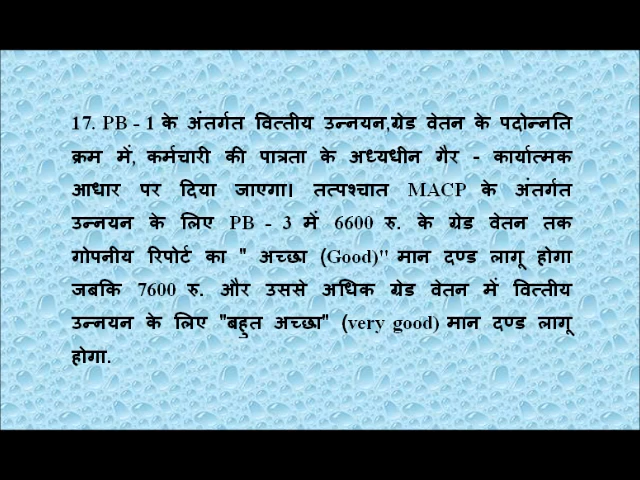 17. PB - 1 के अंतर्गत वित्तीय उन्नयन,ग्रेड वेतन के पदोन्नति
क्रम में, कर्मचारी की पात्रता के अध्यधीन गैर - कार्यात्मक
आधार पर दिया जाएगा। तत्पश्चात MACP के अंतर्गत
उन्नयन के लिए PB - 3 में 6600 रु. के ग्रेड वेतन तक
गोपनीय रिपोर्ट का " अच्छा (Good)" मान दण्ड लागू होगा
जबकि 7600 रु. और उससे अधिक ग्रेड वेतन में वित्तीय
उन्नयन के लिए "बहुत अच्छा" (very good) मान दण्ड लागू
होगा.